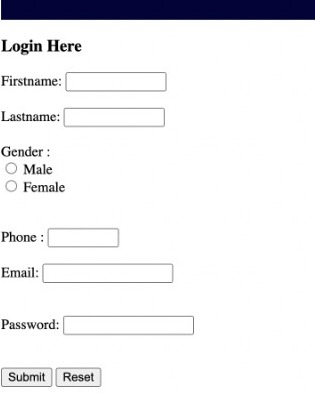 Login Here
Firstname:
Lastname:
Gender :
Male
Female
Phone :
Email:
Password:
Submit Reset